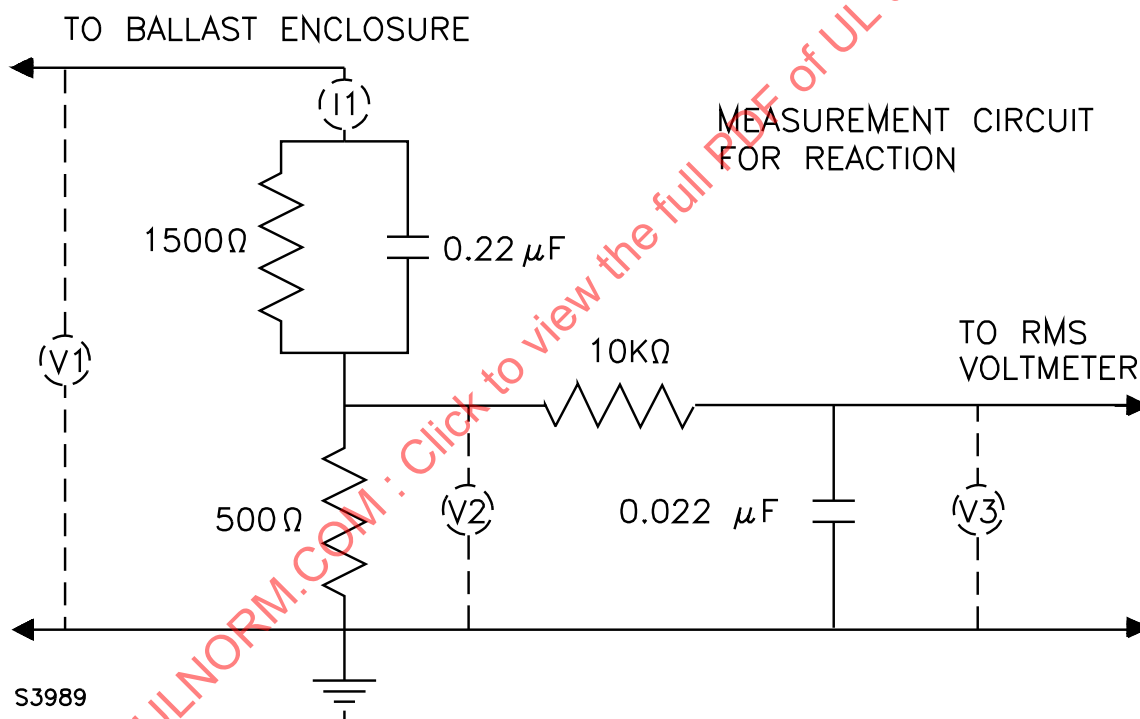 TO BALLAST ENCLOSURE
I1
MEASUREMENT CIRCUIT
FOR REACTION
1500Ω
0.22 μF
V1
10KΩ
TO RMS
VOLTMETER
500Ω
V2
0.022 μF
V3
S3989
ULNORM.COM : Click to view the full PDF of UL